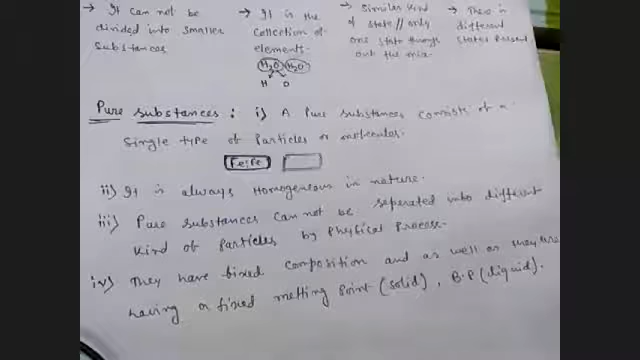 → It can not be divided into smaller substances
→ It is the collection of elements.
H2O H2O
H O
→ Similar kind of state // only one state through out the mix
→ There is different states present
Pure substances : i) A Pure substances consists of a
single type of Particles or molecules.
Fe:Fe
ii) It is always Homogeneous in nature.
iii) Pure substances can not be seperated into different
kind of particles by Physical Process.
iv) They have fixed composition and as well as they are
having a fixed melting point (solid), B.P (liquid).